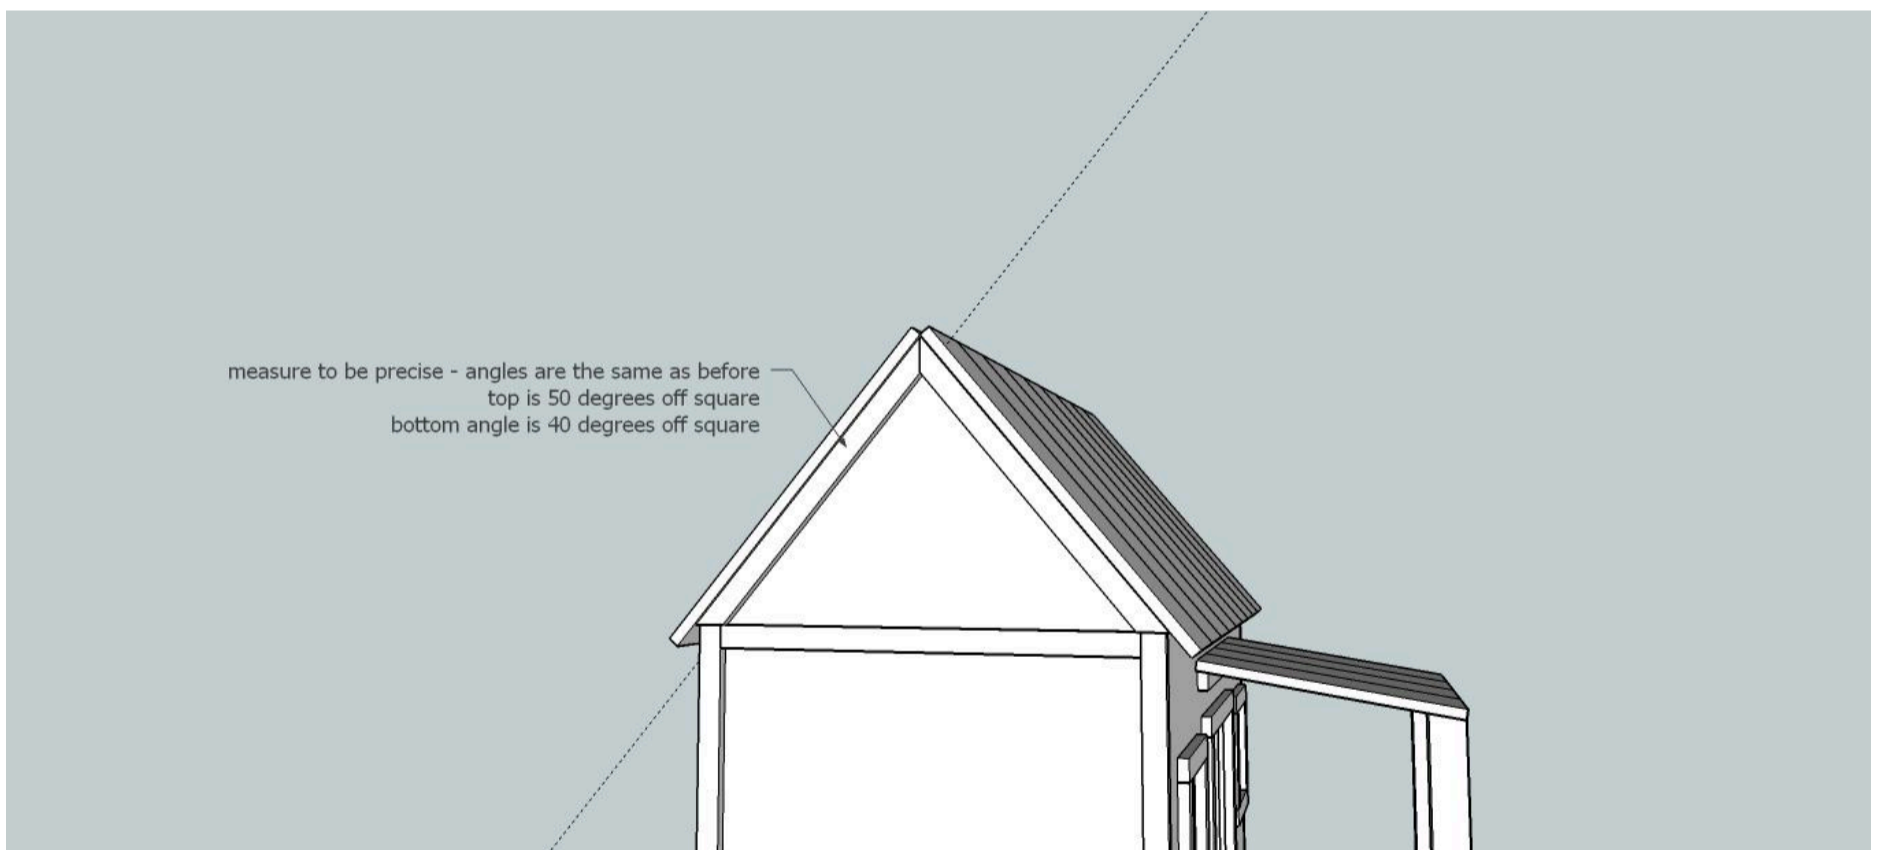 measure to be precise - angles are the same as before
top is 50 degrees off square
bottom angle is 40 degrees off square